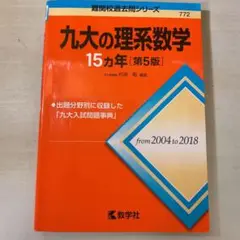 難関校過去問シリーズ
772
九大の理系数学
15カ年[第5版]
●出題分野別に収録した
「九大入試問題事典」
from 2004 to 2018
教学社